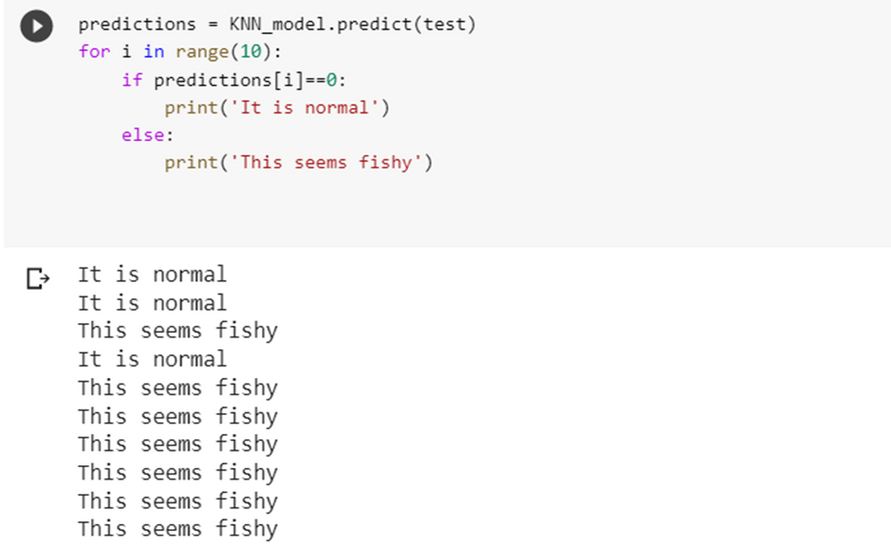 predictions = KNN_model.predict(test)
for i in range(10):
    if predictions[i]==0:
        print('It is normal')
    else:
        print('This seems fishy')
It is normal
It is normal
This seems fishy
It is normal
This seems fishy
This seems fishy
This seems fishy
This seems fishy
This seems fishy
This seems fishy